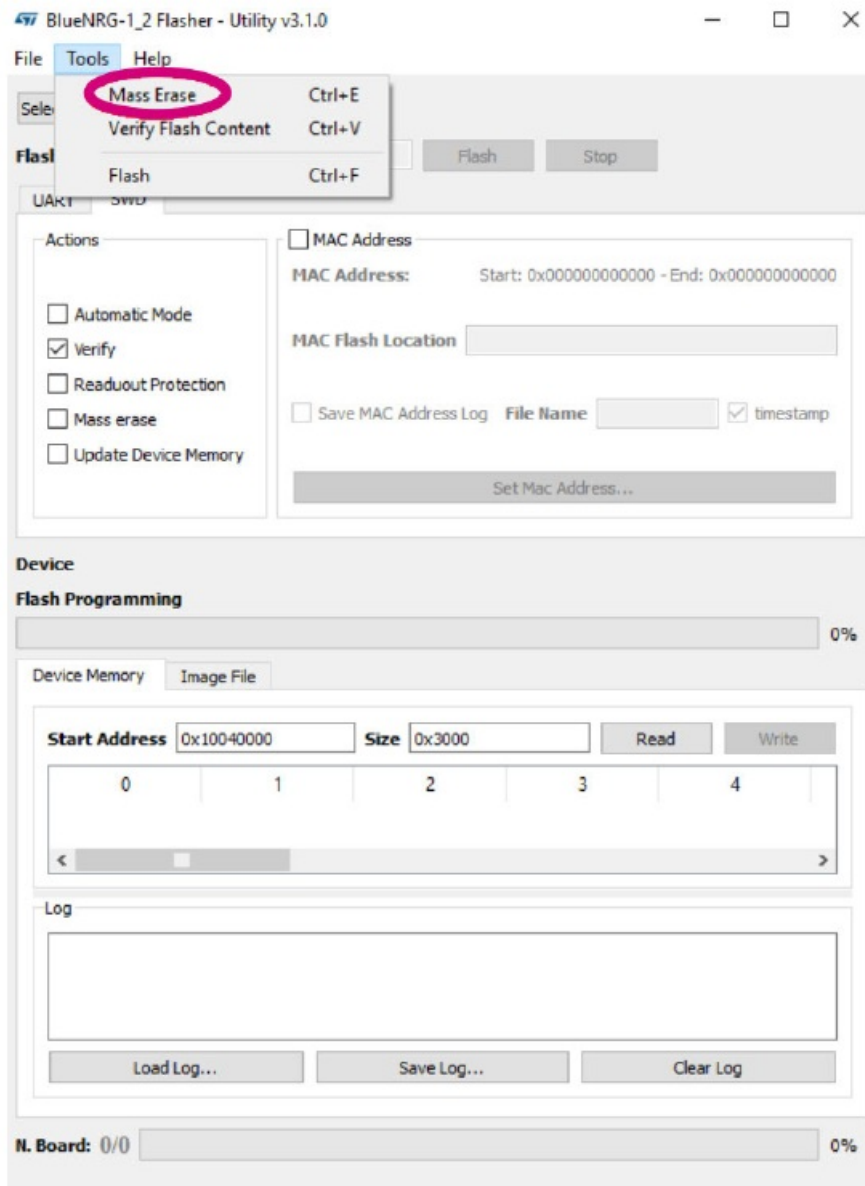 BlueNRG-1_2 Flasher - Utility v3.1.0
File Tools Help
Mass Erase Ctrl+E
Verify Flash Content Ctrl+V
Flash Ctrl+F
Flash Stop
UART SWD
Actions
Automatic Mode
Verify
Readuout Protection
Mass erase
Update Device Memory
MAC Address
MAC Address: Start: 0x000000000000 - End: 0x000000000000
MAC Flash Location
Save MAC Address Log File Name timestamp
Set Mac Address...
Device
Flash Programming
0%
Device Memory Image File
Start Address 0x10040000 Size 0x3000 Read Write
0 1 2 3 4
Log
Load Log... Save Log... Clear Log
N. Board: 0/0 0%